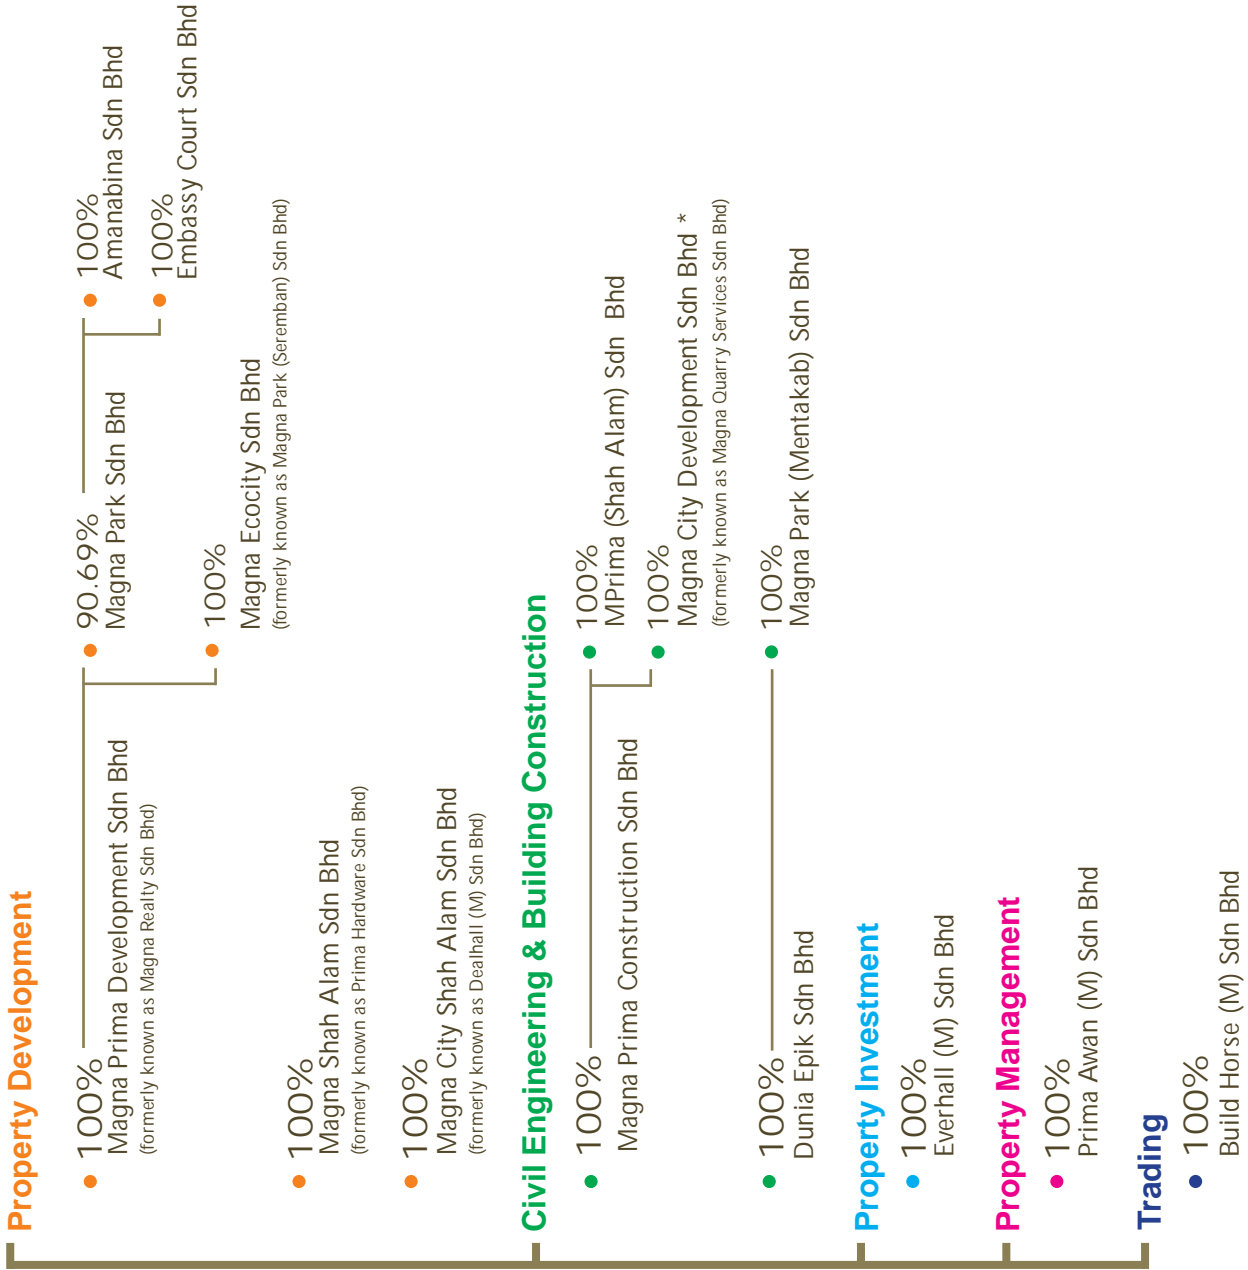 Property Development
100%
Magna Prima Development Sdn Bhd
(formerly known as Magna Realty Sdn Bhd)
90.69%
Magna Park Sdn Bhd
100%
Amanabina Sdn Bhd
100%
Embassy Court Sdn Bhd
100%
Magna Ecocity Sdn Bhd
(formerly known as Magna Park (Seremban) Sdn Bhd)
100%
Magna Shah Alam Sdn Bhd
(formerly known as Prima Hardware Sdn Bhd)
100%
Magna City Shah Alam Sdn Bhd
(formerly known as Dealhall (M) Sdn Bhd)
Civil Engineering & Building Construction
100%
Magna Prima Construction Sdn Bhd
100%
MPrima (Shah Alam) Sdn Bhd
100%
Magna City Development Sdn Bhd *
(formerly known as Magna Quarry Services Sdn Bhd)
100%
Dunia Epik Sdn Bhd
100%
Magna Park (Mentakab) Sdn Bhd
Property Investment
100%
Everhall (M) Sdn Bhd
Property Management
100%
Prima Awan (M) Sdn Bhd
Trading
100%
Build Horse (M) Sdn Bhd